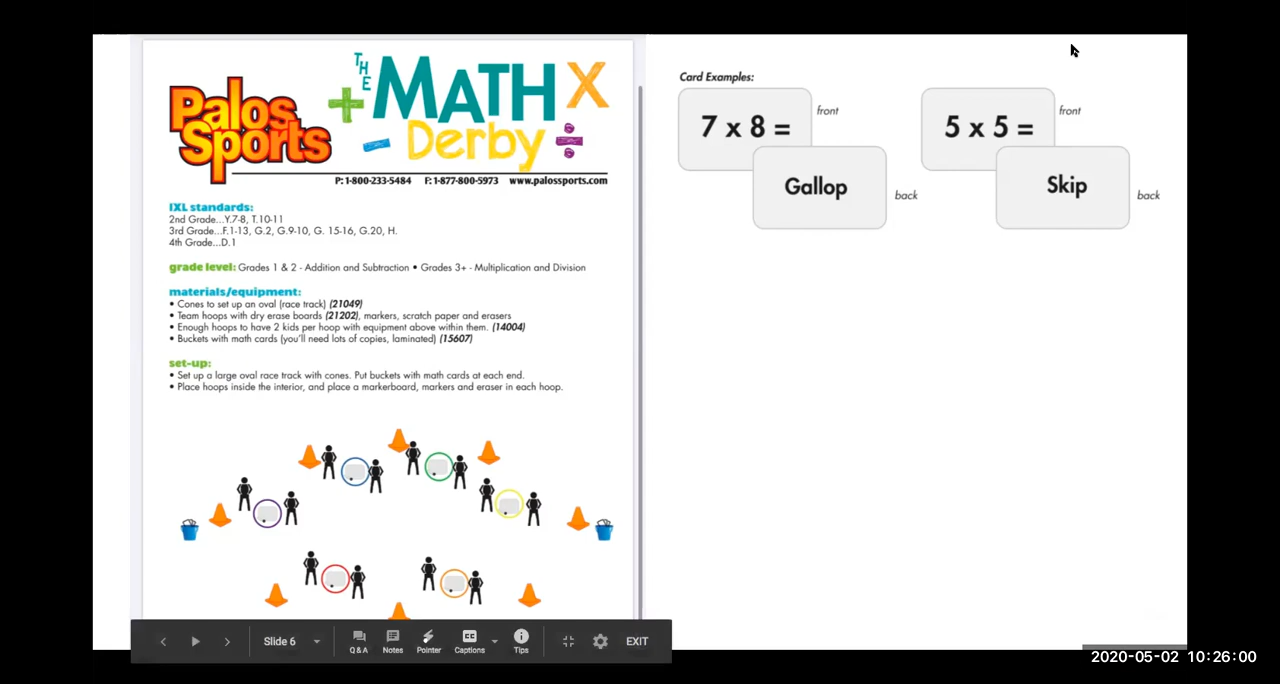 Palos
Sports
THE
MATH
Derby
P: 1-800-233-5484 F: 1-877-800-5973 www.palossports.com
IXL standards:
2nd Grade...Y.7-8, T.10-11
3rd Grade...F.1-13, G.2, G.9-10, G. 15-16, G.20, H.
4th Grade...D.1
grade level: Grades 1 & 2 - Addition and Subtraction • Grades 3+ - Multiplication and Division
materials/equipment:
• Cones to set up an oval (race track) (21049)
• Team hoops with dry erase boards (21202), markers, scratch paper and erasers
• Enough hoops to have 2 kids per hoop with equipment above within them. (14004)
• Buckets with math cards (you'll need lots of copies, laminated) (15607)
set-up:
• Set up a large oval race track with cones. Put buckets with math cards at each end.
• Place hoops inside the interior, and place a markerboard, markers and eraser in each hoop.
Card Examples:
7 x 8 =
front
Gallop
back
5 x 5 =
front
Skip
back
Slide 6
Q & A
Notes
Pointer
CC
Captions
Tips
EXIT
2020-05-02 10:26:00